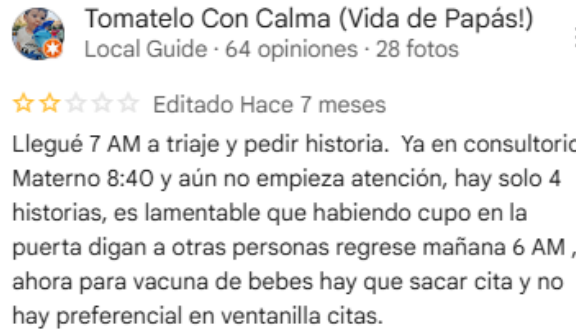 Tomatelo Con Calma (Vida de Papás!)
Local Guide · 64 opiniones · 28 fotos
Editado Hace 7 meses
Llegué 7 AM a triaje y pedir historia. Ya en consultorio
Materno 8:40 y aún no empieza atención, hay solo 4
historias, es lamentable que habiendo cupo en la
puerta digan a otras personas regrese mañana 6 AM ,
ahora para vacuna de bebes hay que sacar cita y no
hay preferencial en ventanilla citas.